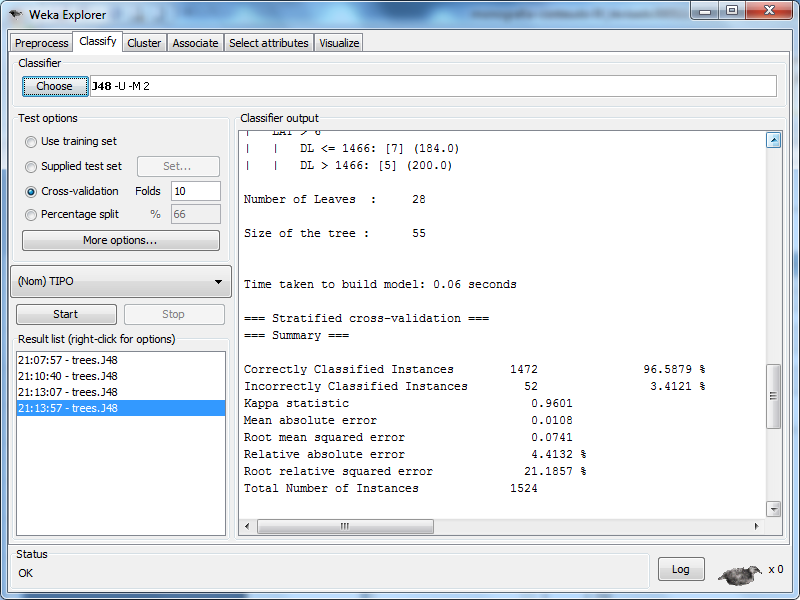 Weka Explorer
Preprocess Classify Cluster Associate Select attributes Visualize
Classifier
Choose J48 -U -M 2
Test options
Use training set
Supplied test set Set...
Cross-validation Folds 10
Percentage split % 66
More options...
(Nom) TIPO
Start Stop
Result list (right-click for options)
21:07:57 - trees.J48
21:10:40 - trees.J48
21:13:07 - trees.J48
21:13:57 - trees.J48
Classifier output
| LAT > 6
| | DL <= 1466: [7] (184.0)
| | DL > 1466: [5] (200.0)
Number of Leaves : 28
Size of the tree : 55
Time taken to build model: 0.06 seconds
=== Stratified cross-validation ===
=== Summary ===
Correctly Classified Instances 1472 96.5879 %
Incorrectly Classified Instances 52 3.4121 %
Kappa statistic 0.9601
Mean absolute error 0.0108
Root mean squared error 0.0741
Relative absolute error 4.4132 %
Root relative squared error 21.1857 %
Total Number of Instances 1524
Status
OK
Log
x 0